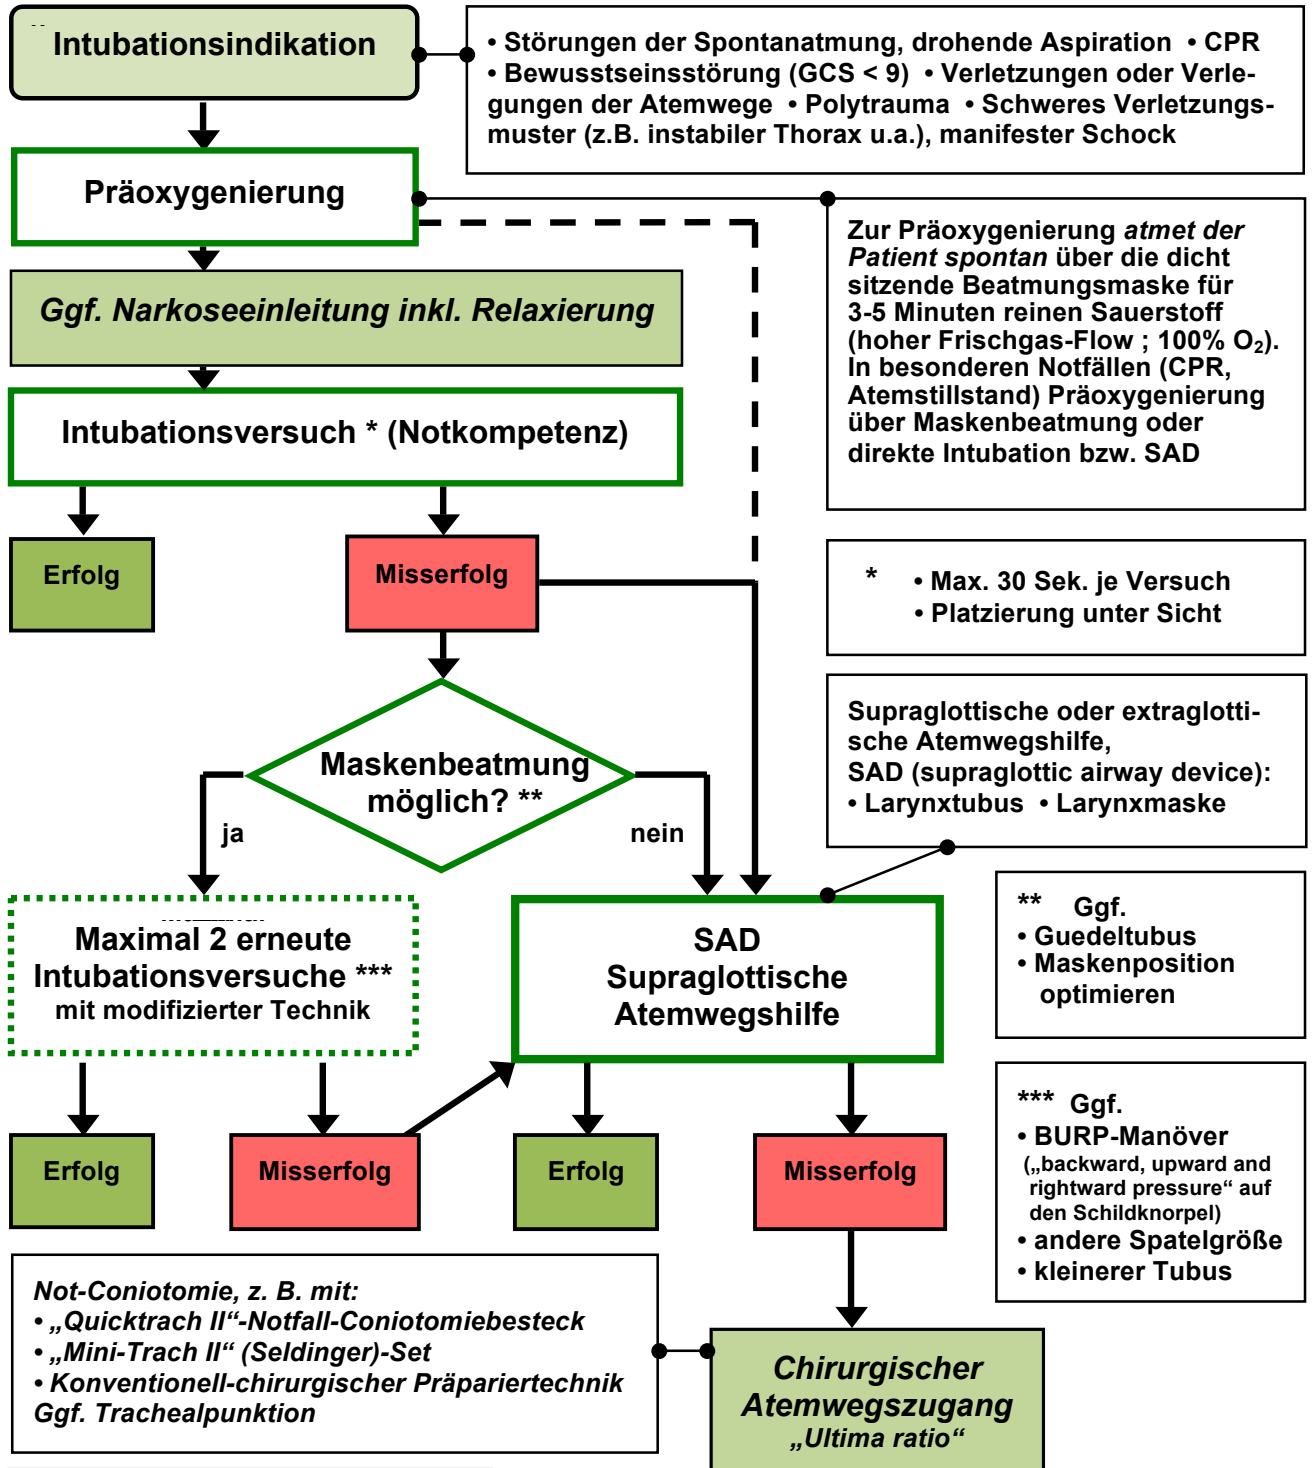 Intubationsindikation
• Störungen der Spontanatmung, drohende Aspiration • CPR
• Bewusstseinsstörung (GCS < 9) • Verletzungen oder Verle-
gungen der Atemwege • Polytrauma • Schweres Verletzungs-
muster (z.B. instabiler Thorax u.a.), manifester Schock
Präoxygenierung
Zur Präoxygenierung atmet der
Patient spontan über die dicht
sitzende Beatmungsmaske für
3-5 Minuten reinen Sauerstoff
(hoher Frischgas-Flow ; 100% O₂).
In besonderen Notfällen (CPR,
Atemstillstand) Präoxygenierung
über Maskenbeatmung oder
direkte Intubation bzw. SAD
Ggf. Narkoseeinleitung inkl. Relaxierung
Intubationsversuch * (Notkompetenz)
Erfolg
Misserfolg
* • Max. 30 Sek. je Versuch
• Platzierung unter Sicht
Maskenbeatmung
möglich? **
ja
nein
Supraglottische oder extraglotti-
sche Atemwegshilfe,
SAD (supraglottic airway device):
• Larynxtubus • Larynxmaske
Maximal 2 erneute
Intubationsversuche ***
mit modifizierter Technik
SAD
Supraglottische
Atemwegshilfe
** Ggf.
• Guedeltubus
• Maskenposition
optimieren
*** Ggf.
• BURP-Manöver
(„backward, upward and
rightward pressure“ auf
den Schildknorpel)
• andere Spatelgröße
• kleinerer Tubus
Erfolg
Misserfolg
Erfolg
Misserfolg
Not-Coniotomie, z. B. mit:
• „Quicktrach II“-Notfall-Coniotomiebesteck
• „Mini-Trach II“ (Seldinger)-Set
• Konventionell-chirurgischer Präpariertechnik
Ggf. Trachealpunktion
Chirurgischer
Atemwegszugang
„Ultima ratio“